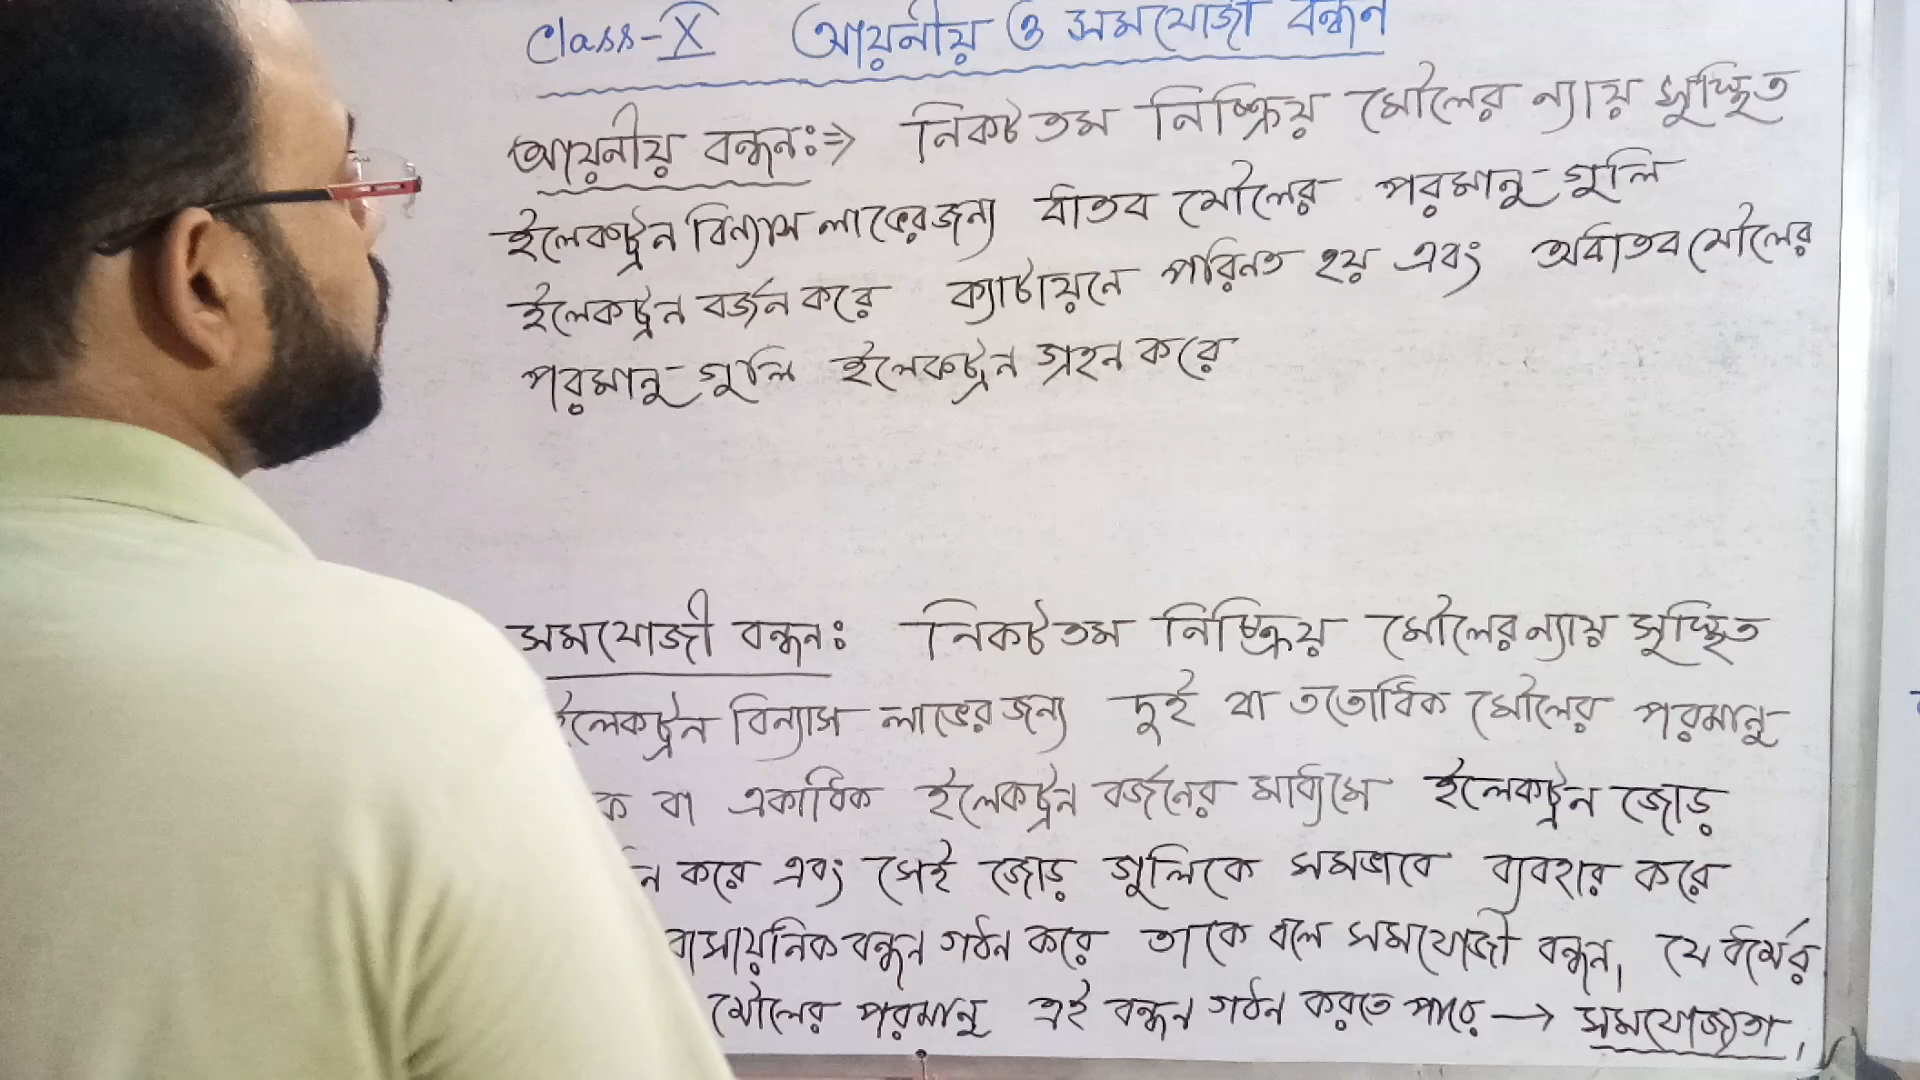 Class-X আয়নীয় ও সমযোজী বন্ধন
আয়নীয় বন্ধনঃ⇒ নিকটতম নিষ্ক্রিয় মৌলের ন্যায় সুস্থিত
ইলেকট্রন বিন্যাস লাভের জন্য ধাতব মৌলের পরমানু গুলি
ইলেকট্রন বর্জন করে ক্যাটায়নে পরিনত হয় এবং অধাতব মৌলের
পরমানু গুলি ইলেকট্রন গ্রহন করে
সমযোজী বন্ধনঃ নিকটতম নিষ্ক্রিয় মৌলের ন্যায় সুস্থিত
ইলেকট্রন বিন্যাস লাভের জন্য দুই বা ততোধিক মৌলের পরমানু
ক বা একাধিক ইলেকট্রন বর্জনের মাধ্যমে ইলেকট্রন জোড়
ন করে এবং সেই জোড় গুলিকে সমভাবে ব্যবহার করে
রাসায়নিক বন্ধন গঠন করে তাকে বলে সমযোজী বন্ধন, যে ধর্মের
মৌলের পরমানু এই বন্ধন গঠন করতে পারে → সমযোজ্যতা,